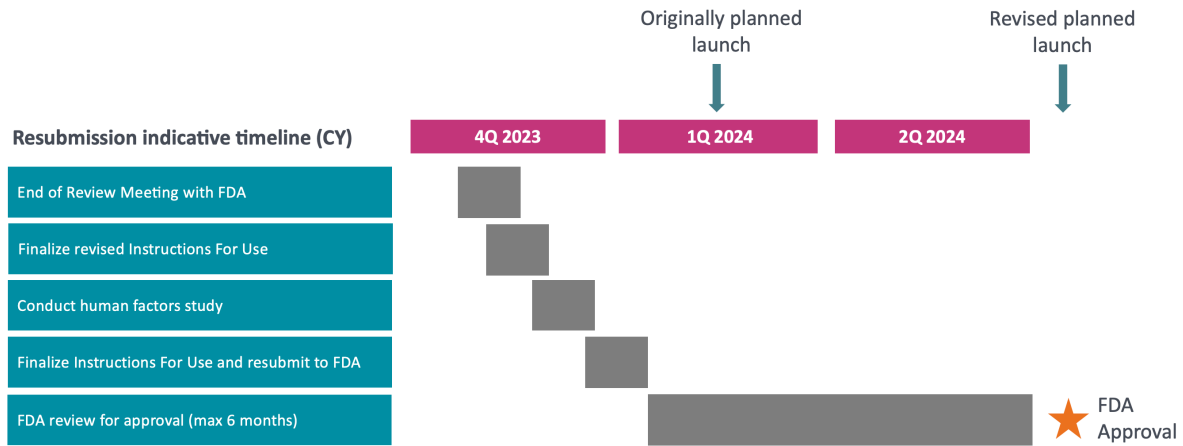 Originally planned
launch
Revised planned
launch
Resubmission indicative timeline (CY)
4Q 2023
1Q 2024
2Q 2024
End of Review Meeting with FDA
Finalize revised Instructions For Use
Conduct human factors study
Finalize Instructions For Use and resubmit to FDA
FDA review for approval (max 6 months)
FDA
Approval